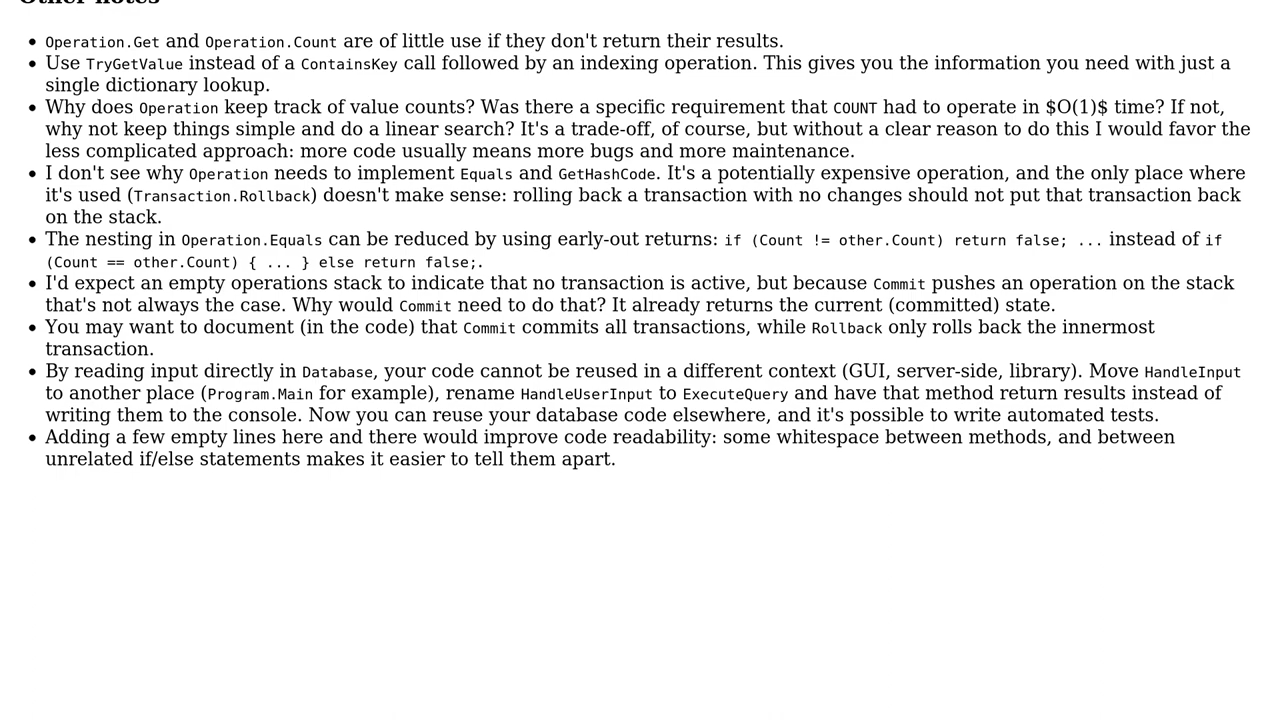 Other notes
• Operation.Get and Operation.Count are of little use if they don't return their results.
• Use TryGetValue instead of a ContainsKey call followed by an indexing operation. This gives you the information you need with just a
single dictionary lookup.
• Why does Operation keep track of value counts? Was there a specific requirement that COUNT had to operate in $O(1)$ time? If not,
why not keep things simple and do a linear search? It's a trade-off, of course, but without a clear reason to do this I would favor the
less complicated approach: more code usually means more bugs and more maintenance.
• I don't see why Operation needs to implement Equals and GetHashCode. It's a potentially expensive operation, and the only place where
it's used (Transaction.Rollback) doesn't make sense: rolling back a transaction with no changes should not put that transaction back
on the stack.
• The nesting in Operation.Equals can be reduced by using early-out returns: if (Count != other.Count) return false; ... instead of if
(Count == other.Count) { ... } else return false;.
• I'd expect an empty operations stack to indicate that no transaction is active, but because Commit pushes an operation on the stack
that's not always the case. Why would Commit need to do that? It already returns the current (committed) state.
• You may want to document (in the code) that Commit commits all transactions, while Rollback only rolls back the innermost
transaction.
• By reading input directly in Database, your code cannot be reused in a different context (GUI, server-side, library). Move HandleInput
to another place (Program.Main for example), rename HandleUserInput to ExecuteQuery and have that method return results instead of
writing them to the console. Now you can reuse your database code elsewhere, and it's possible to write automated tests.
• Adding a few empty lines here and there would improve code readability: some whitespace between methods, and between
unrelated if/else statements makes it easier to tell them apart.